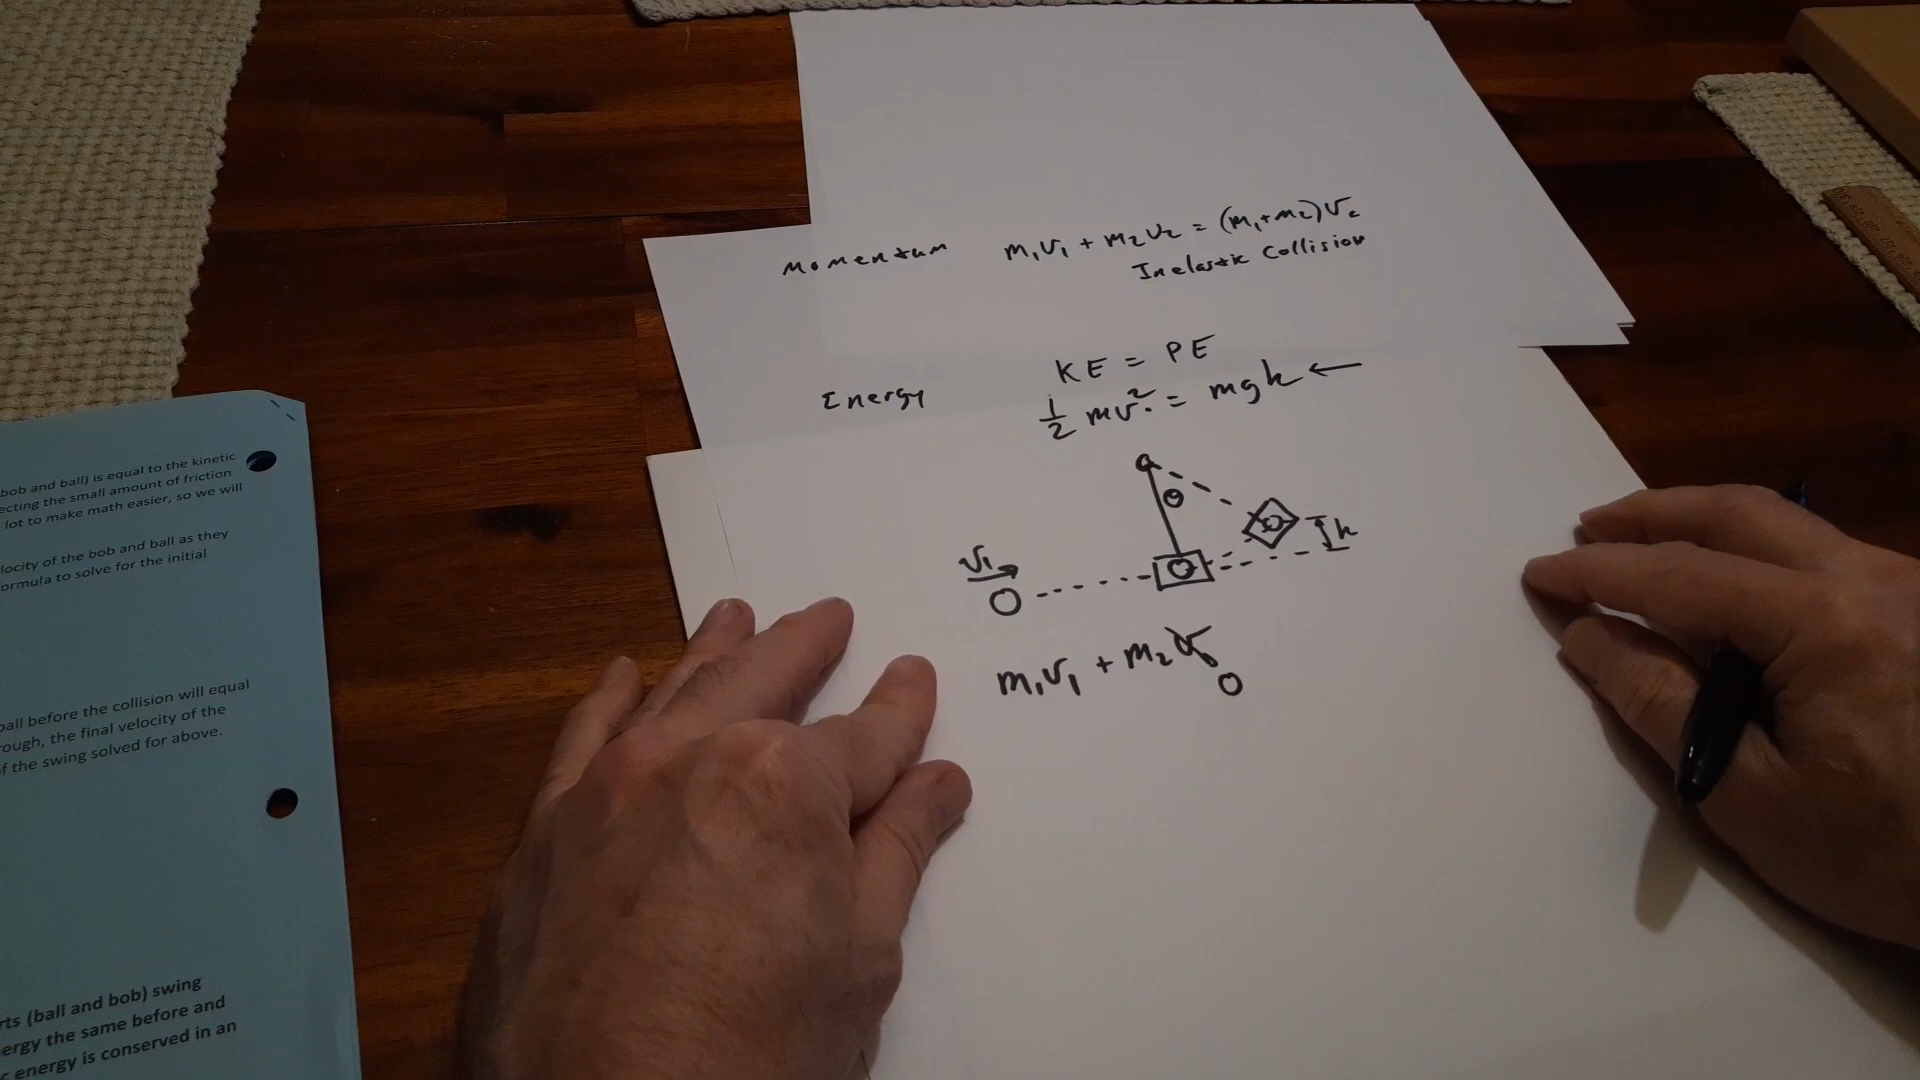 Momentum m₁v₁ + m₂v₂ = (m₁+m₂)v꜀
Inelastic Collision
KE = PE
Energy ½ mv² = mgh ←
θ
h
v₁
m₁v₁ + m₂v₀
0
bob and ball) is equal to the kinetic
ecting the small amount of friction
lot to make math easier, so we will
locity of the bob and ball as they
ormula to solve for the initial
ball before the collision will equal
rough, the final velocity of the
f the swing solved for above.
rts (ball and bob) swing
ergy the same before and
c energy is conserved in an